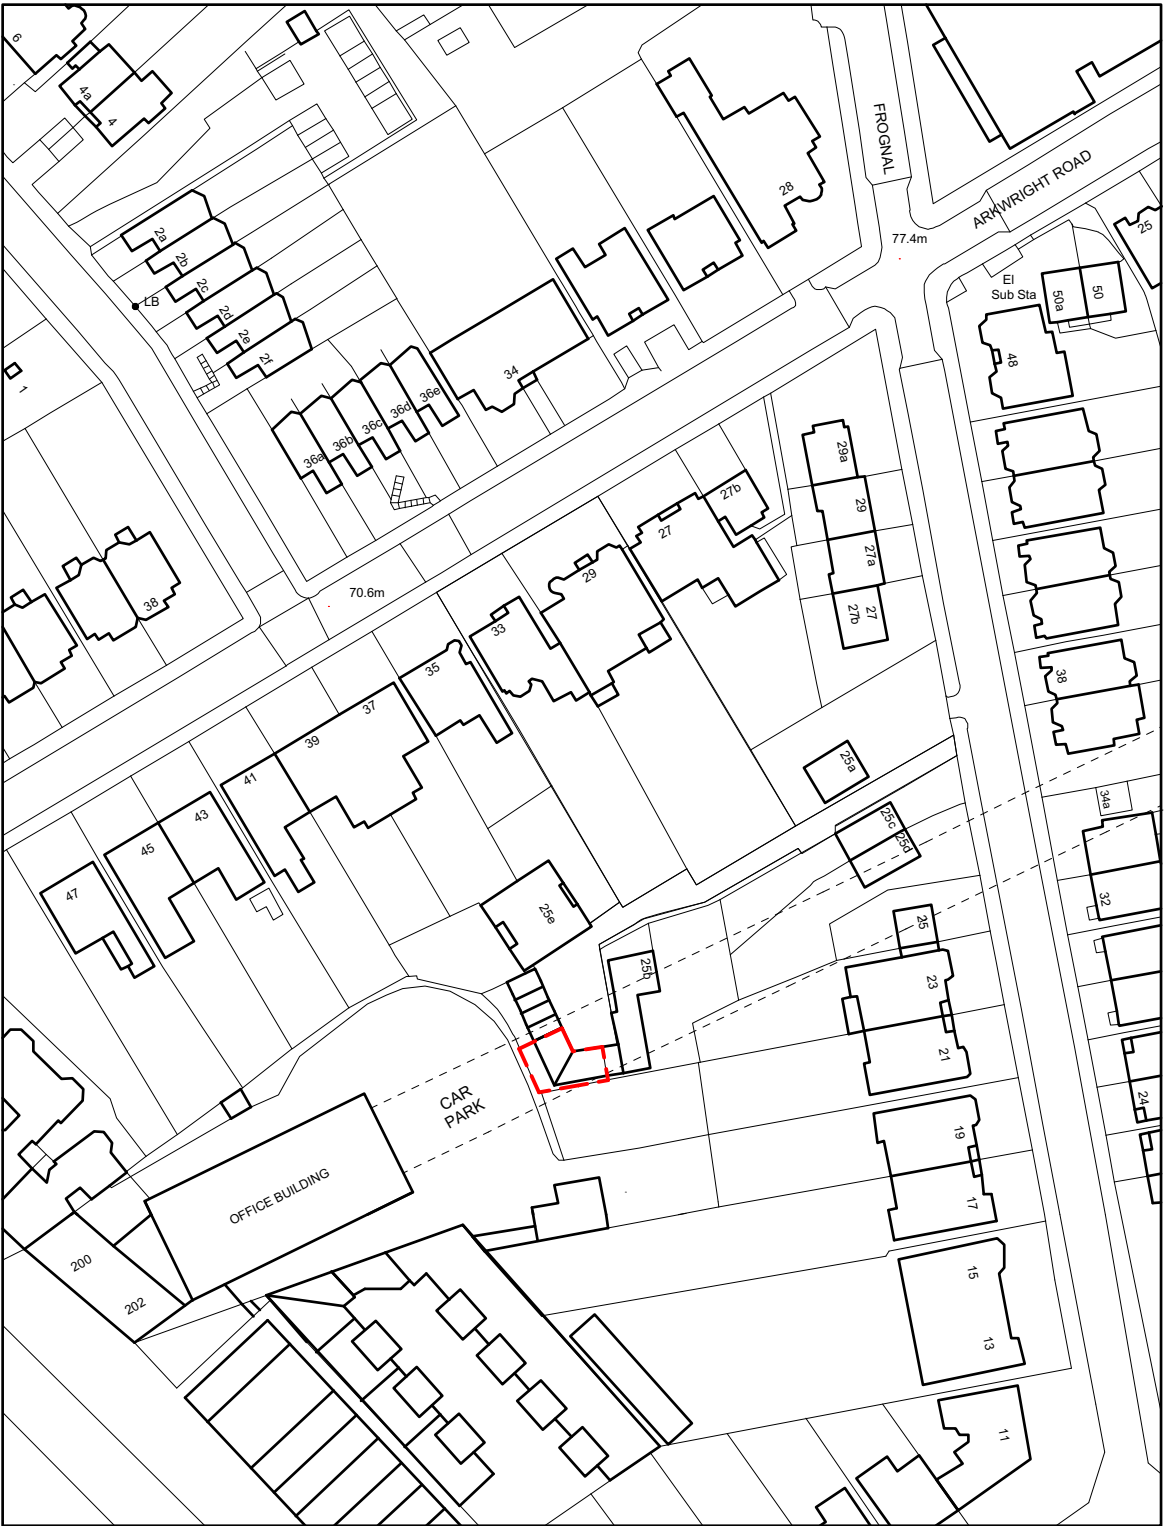 6
4a
4
FROGNAL
ARKWRIGHT ROAD
28
77.4m
25
2a
2b
2c
2d
2e
2f
LB
El
Sub Sta
50a
50
48
1
34
36a
36b
36c
36d
36e
29a
29
27a
27
27b
27b
27
29
33
35
37
39
41
43
45
47
38
70.6m
38
34a
32
25a
25c
25d
25e
25b
25
23
21
24
19
17
15
13
11
CAR
PARK
OFFICE BUILDING
200
202